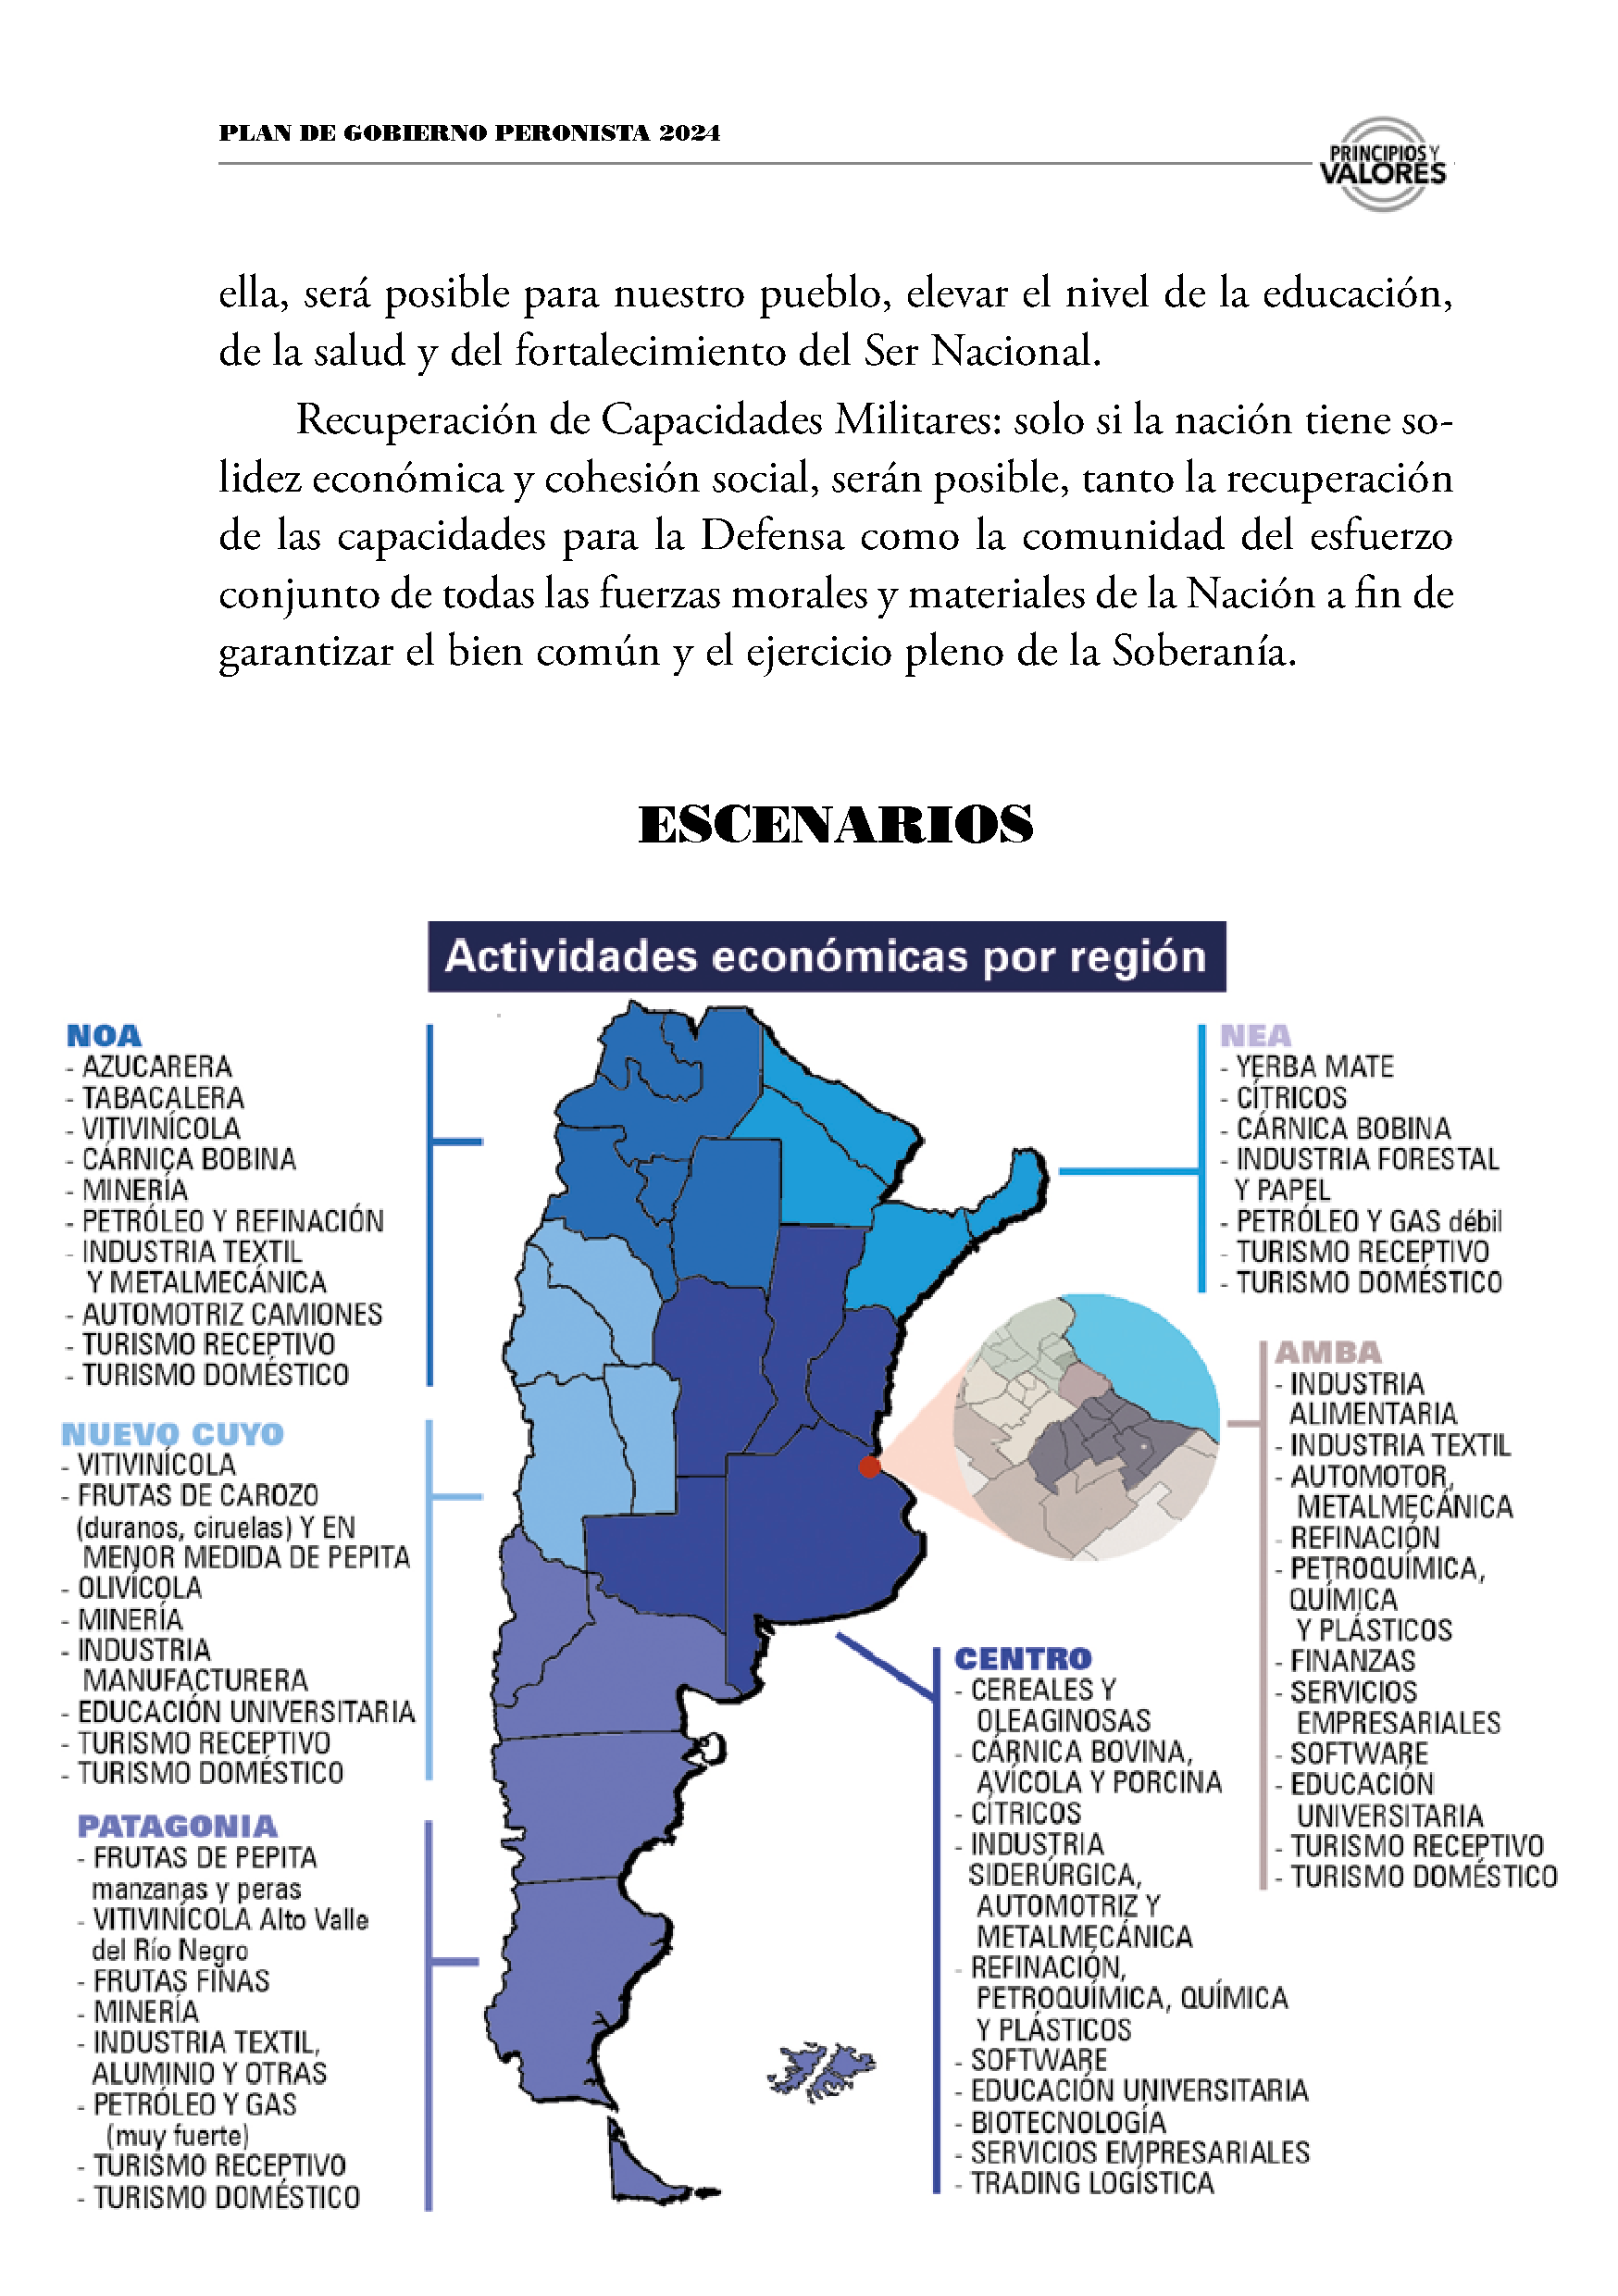 PLAN DE GOBIERNO PERONISTA 2024
PRINCIPIOS Y
VALORES
ella, será posible para nuestro pueblo, elevar el nivel de la educación,
de la salud y del fortalecimiento del Ser Nacional.
Recuperación de Capacidades Militares: solo si la nación tiene so-
lidez económica y cohesión social, serán posible, tanto la recuperación
de las capacidades para la Defensa como la comunidad del esfuerzo
conjunto de todas las fuerzas morales y materiales de la Nación a fin de
garantizar el bien común y el ejercicio pleno de la Soberanía.
ESCENARIOS
Actividades económicas por región
NOA
- AZUCARERA
- TABACALERA
- VITIVINÍCOLA
- CÁRNICA BOBINA
- MINERÍA
- PETRÓLEO Y REFINACIÓN
- INDUSTRIA TEXTIL
Y METALMECÁNICA
- AUTOMOTRIZ CAMIONES
- TURISMO RECEPTIVO
- TURISMO DOMÉSTICO
NUEVO CUYO
- VITIVINÍCOLA
- FRUTAS DE CAROZO
(duranos, ciruelas) Y EN
MENOR MEDIDA DE PEPITA
- OLIVÍCOLA
- MINERÍA
- INDUSTRIA
MANUFACTURERA
- EDUCACIÓN UNIVERSITARIA
- TURISMO RECEPTIVO
- TURISMO DOMÉSTICO
PATAGONIA
- FRUTAS DE PEPITA
manzanas y peras
- VITIVINÍCOLA Alto Valle
del Río Negro
- FRUTAS FINAS
- MINERÍA
- INDUSTRIA TEXTIL,
ALUMINIO Y OTRAS
- PETRÓLEO Y GAS
(muy fuerte)
- TURISMO RECEPTIVO
- TURISMO DOMÉSTICO
NEA
- YERBA MATE
- CÍTRICOS
- CÁRNICA BOBINA
- INDUSTRIA FORESTAL
Y PAPEL
- PETRÓLEO Y GAS débil
- TURISMO RECEPTIVO
- TURISMO DOMÉSTICO
AMBA
- INDUSTRIA
ALIMENTARIA
- INDUSTRIA TEXTIL
- AUTOMOTOR,
METALMECÁNICA
- REFINACIÓN
- PETROQUÍMICA,
QUÍMICA
Y PLÁSTICOS
- FINANZAS
- SERVICIOS
EMPRESARIALES
- SOFTWARE
- EDUCACIÓN
UNIVERSITARIA
- TURISMO RECEPTIVO
- TURISMO DOMÉSTICO
CENTRO
- CEREALES Y
OLEAGINOSAS
- CÁRNICA BOVINA,
AVÍCOLA Y PORCINA
- CÍTRICOS
- INDUSTRIA
SIDERÚRGICA,
AUTOMOTRIZ Y
METALMECÁNICA
- REFINACIÓN,
PETROQUÍMICA, QUÍMICA
Y PLÁSTICOS
- SOFTWARE
- EDUCACIÓN UNIVERSITARIA
- BIOTECNOLOGÍA
- SERVICIOS EMPRESARIALES
- TRADING LOGÍSTICA